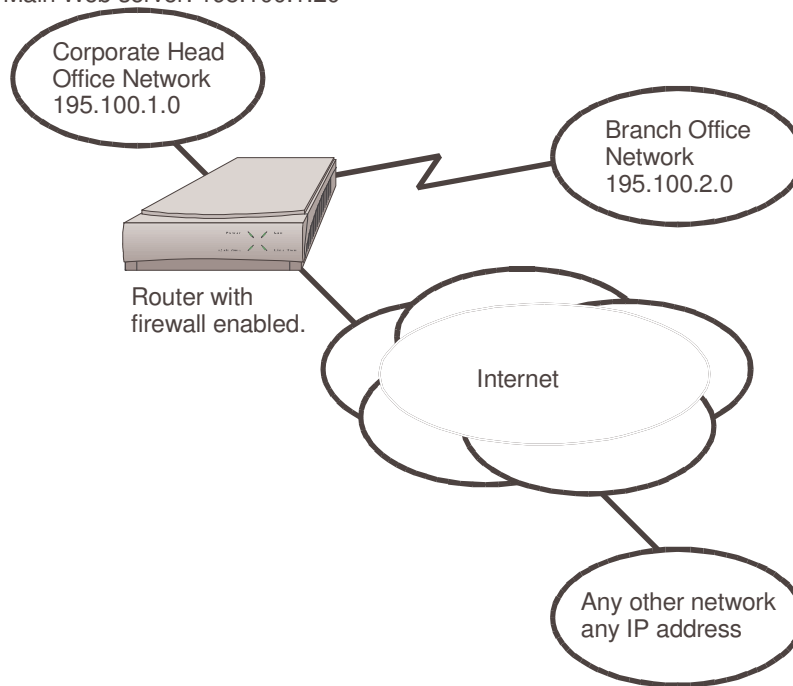 Corporate Head
Office Network
195.100.1.0
Branch Office
Network
195.100.2.0
Router with
firewall enabled.
Internet
Any other network
any IP address